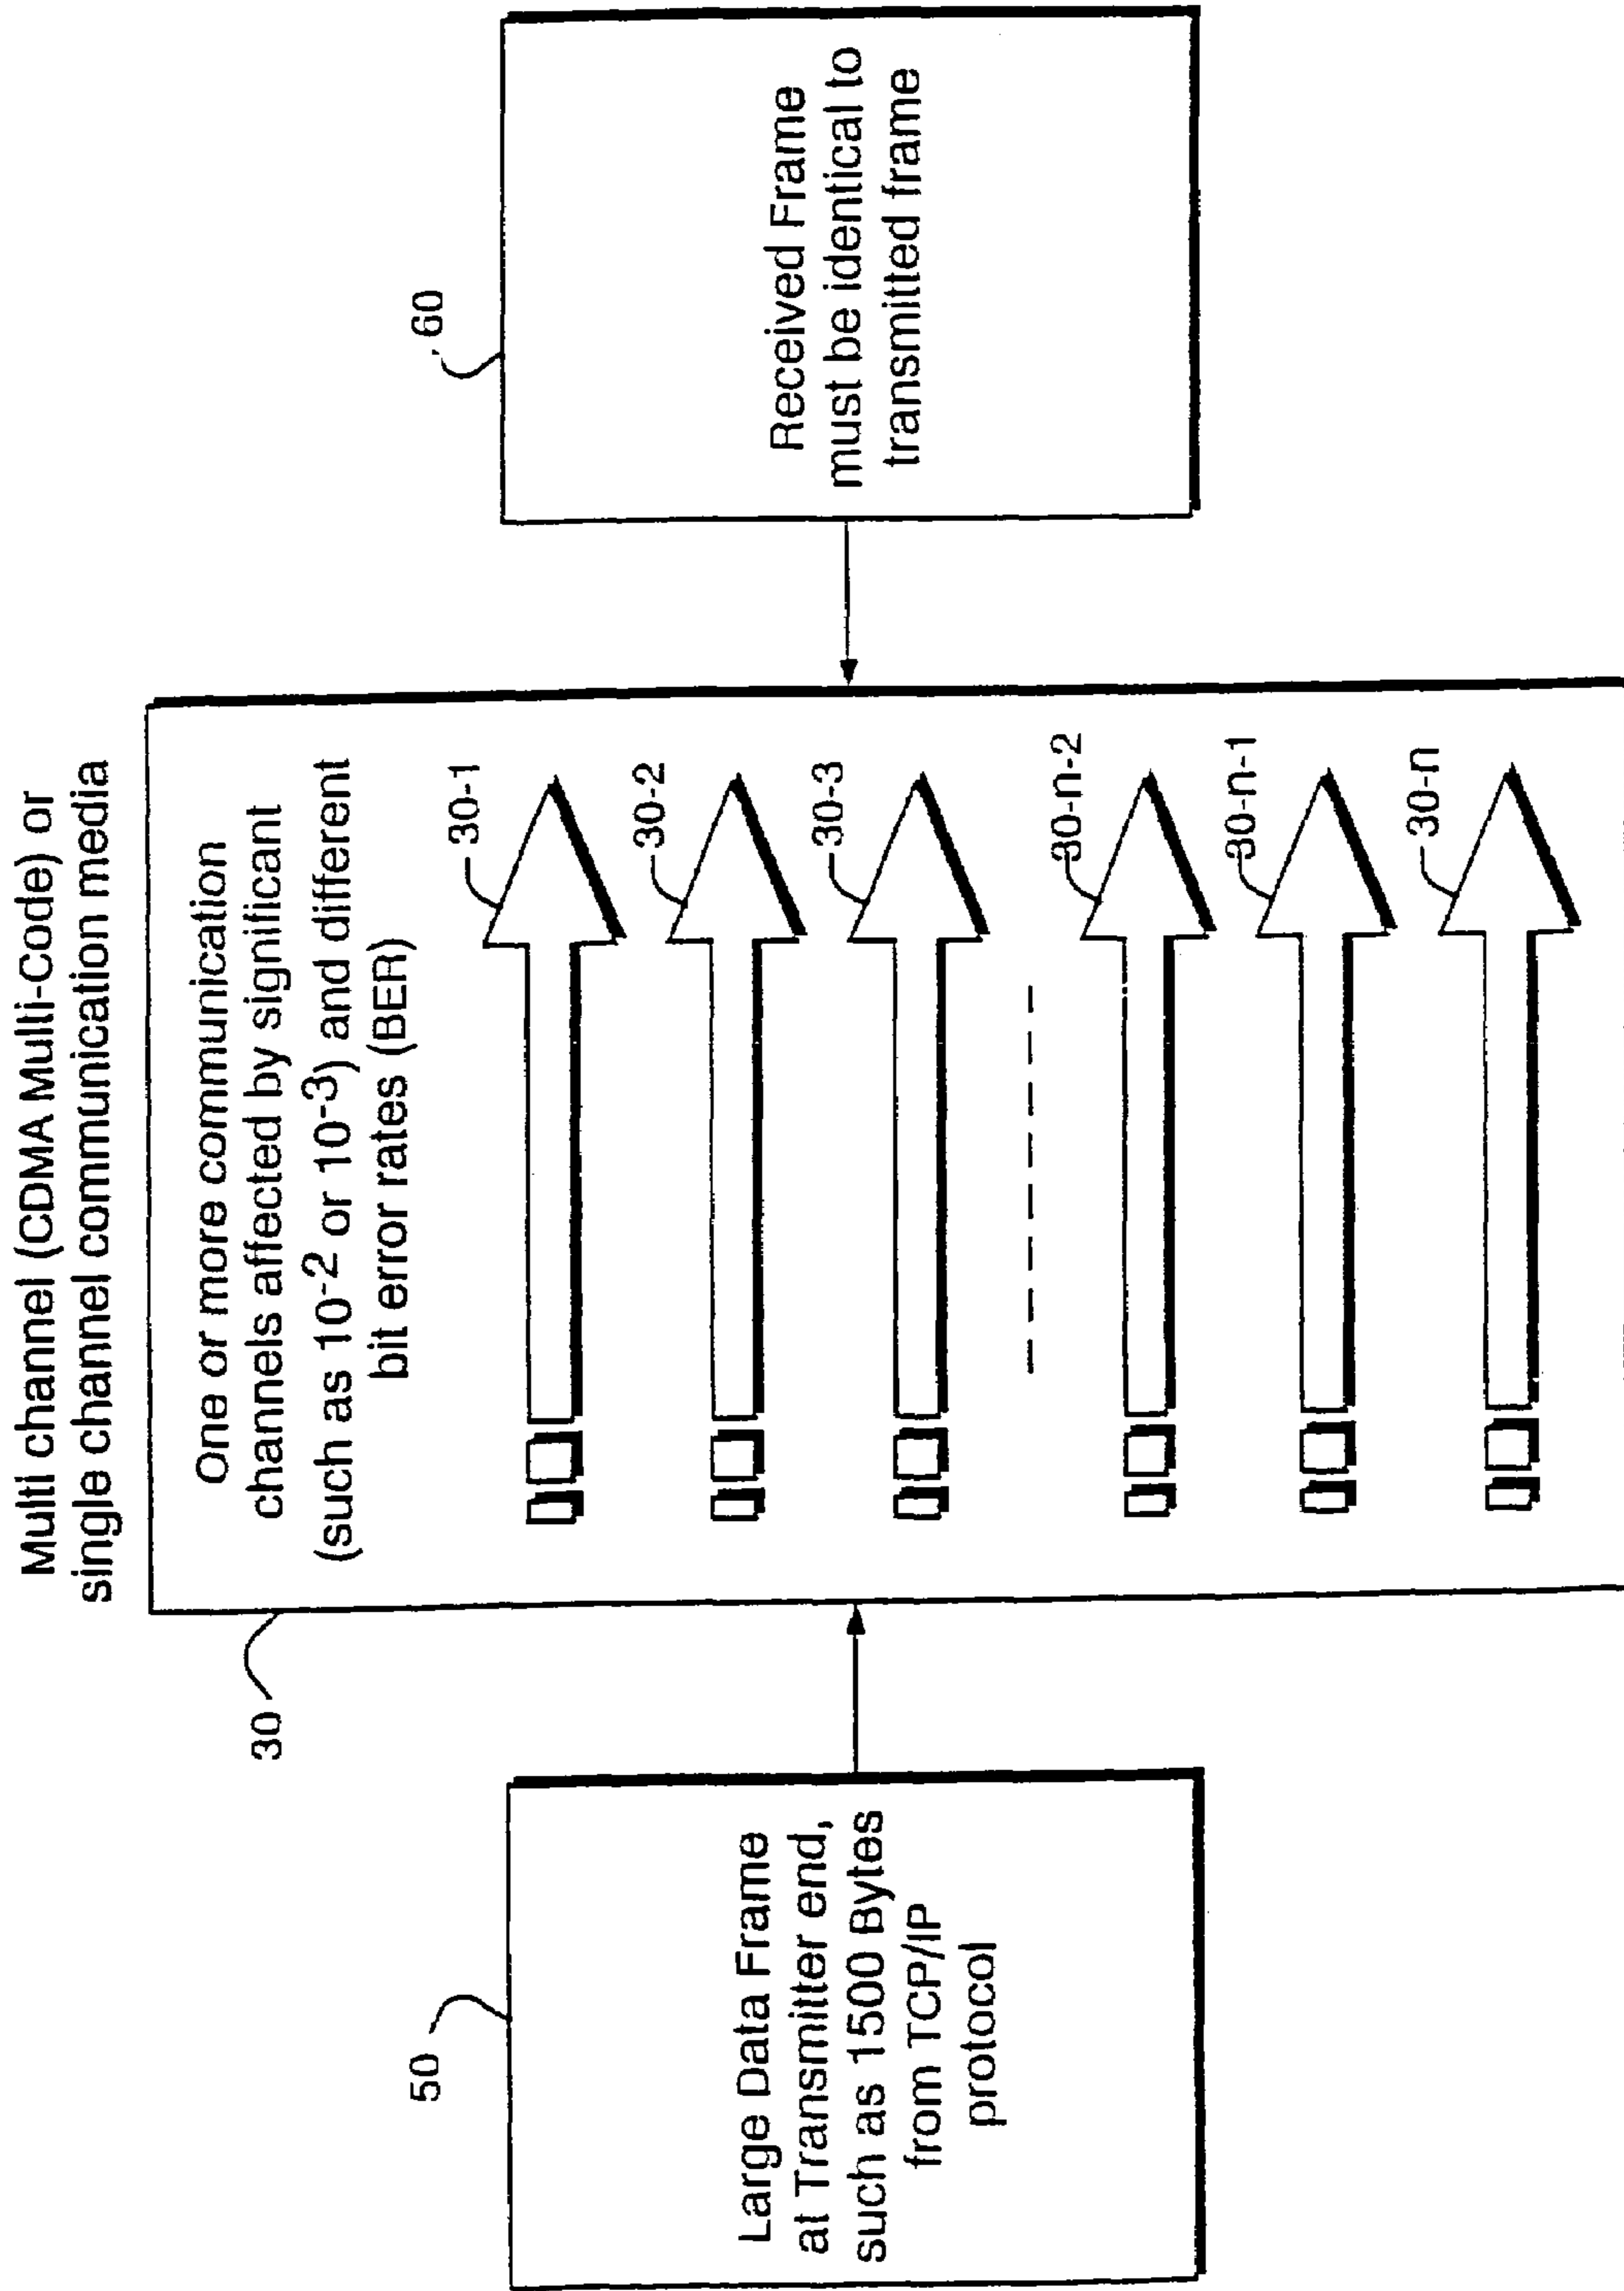 Multi channel (CDMA Multi-Code) or
single channel communication media
30
One or more communication
channels affected by significant
(such as 10-2 or 10-3) and different
bit error rates (BER)
30-1
30-2
30-3
30-n-2
30-n-1
30-n
50
Large Data Frame
at Transmitter end,
such as 1500 Bytes
from TCP/IP
protocol
60
Received Frame
must be identical to
transmitted frame